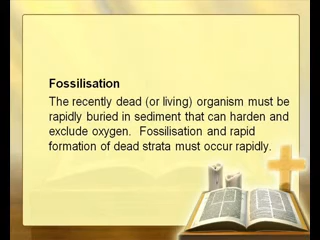 Fossilisation
The recently dead (or living) organism must be
rapidly buried in sediment that can harden and
exclude oxygen.  Fossilisation and rapid
formation of dead strata must occur rapidly.